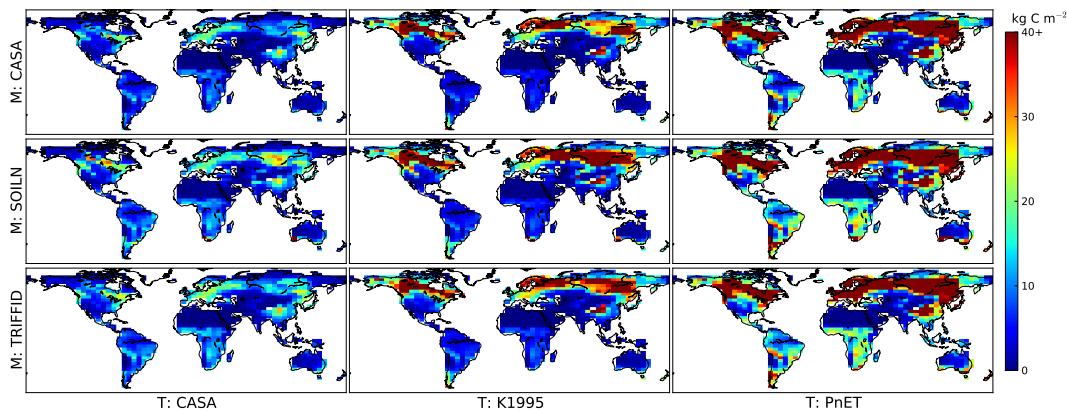 kg C m⁻²
40+
30
20
10
0
M: CASA
M: SOILN
M: TRIFFID
T: CASA
T: K1995
T: PnET